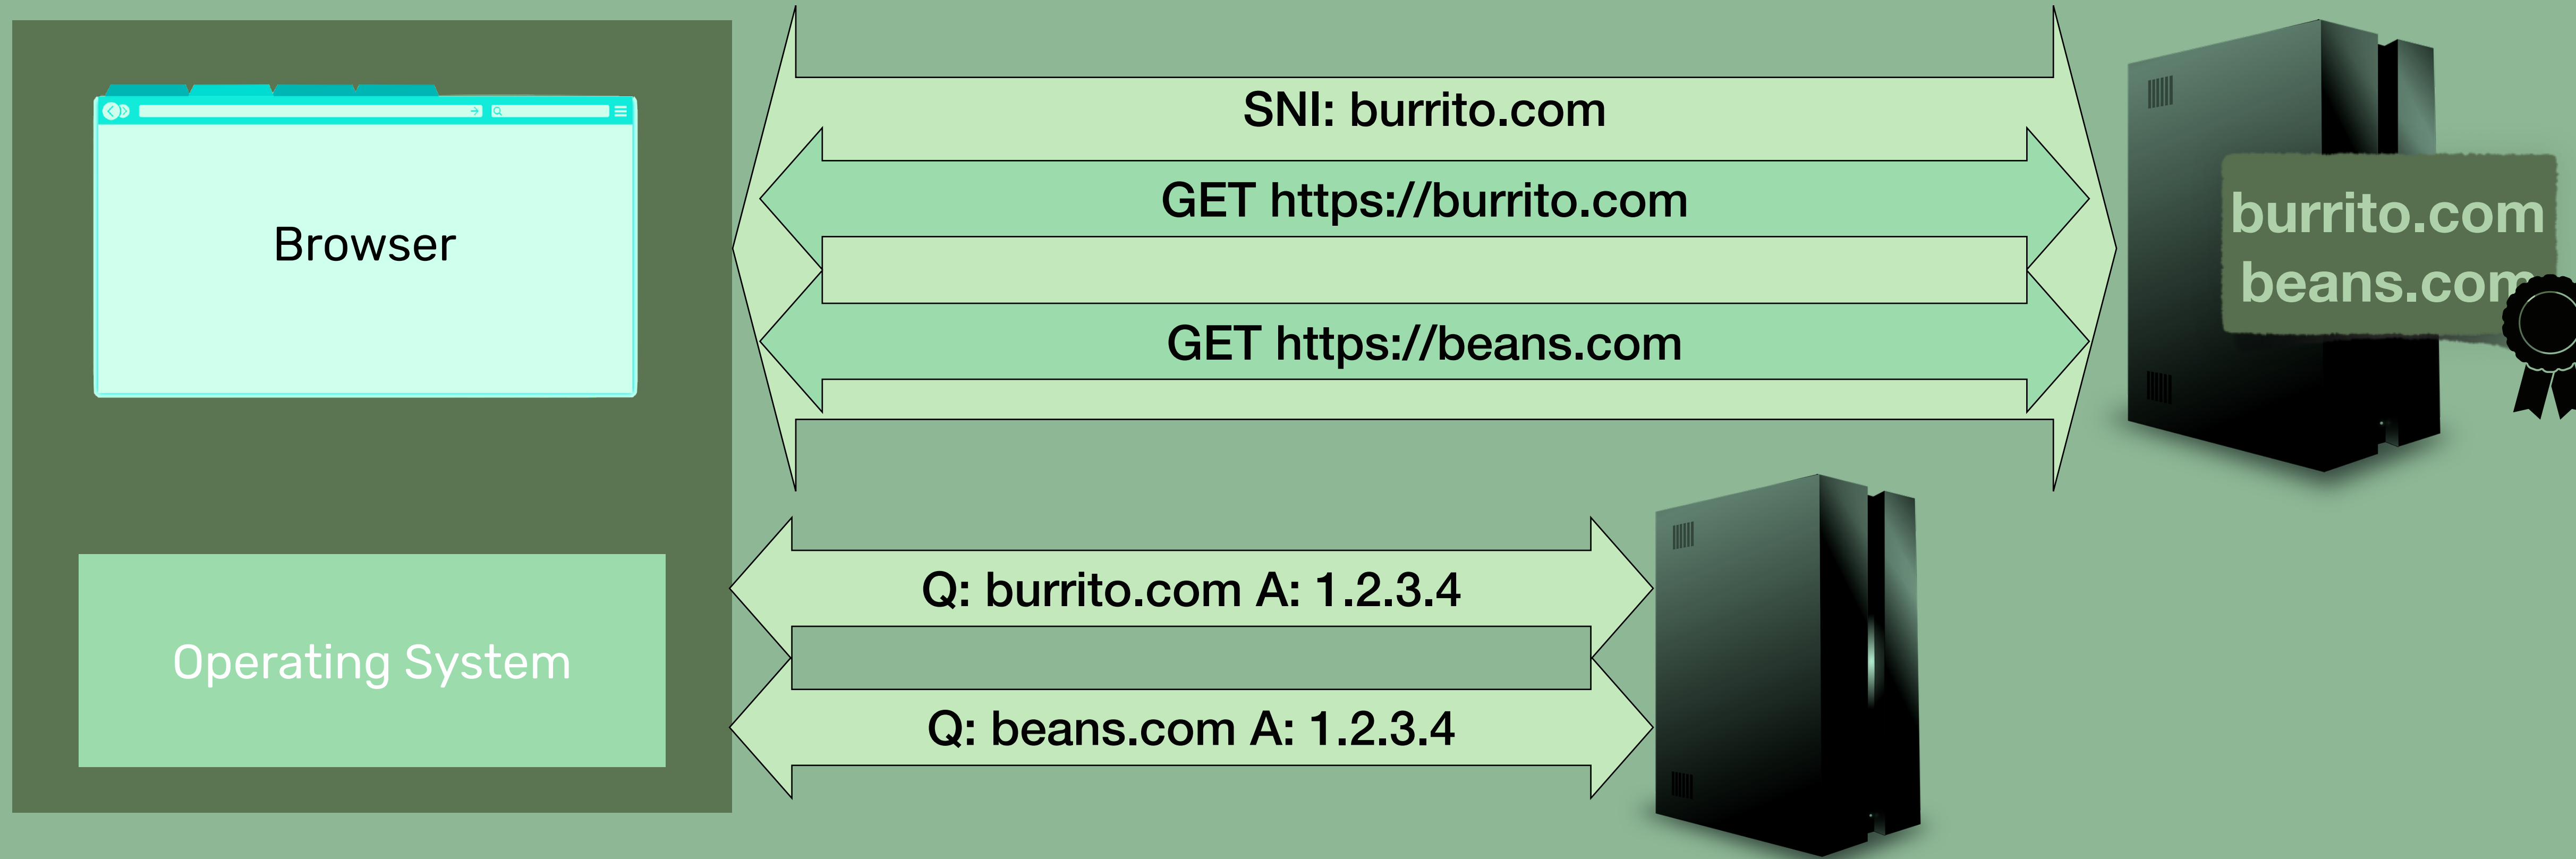 Browser
SNI: burrito.com
GET https://burrito.com
GET https://beans.com
burrito.com
beans.com
Operating System
Q: burrito.com A: 1.2.3.4
Q: beans.com A: 1.2.3.4